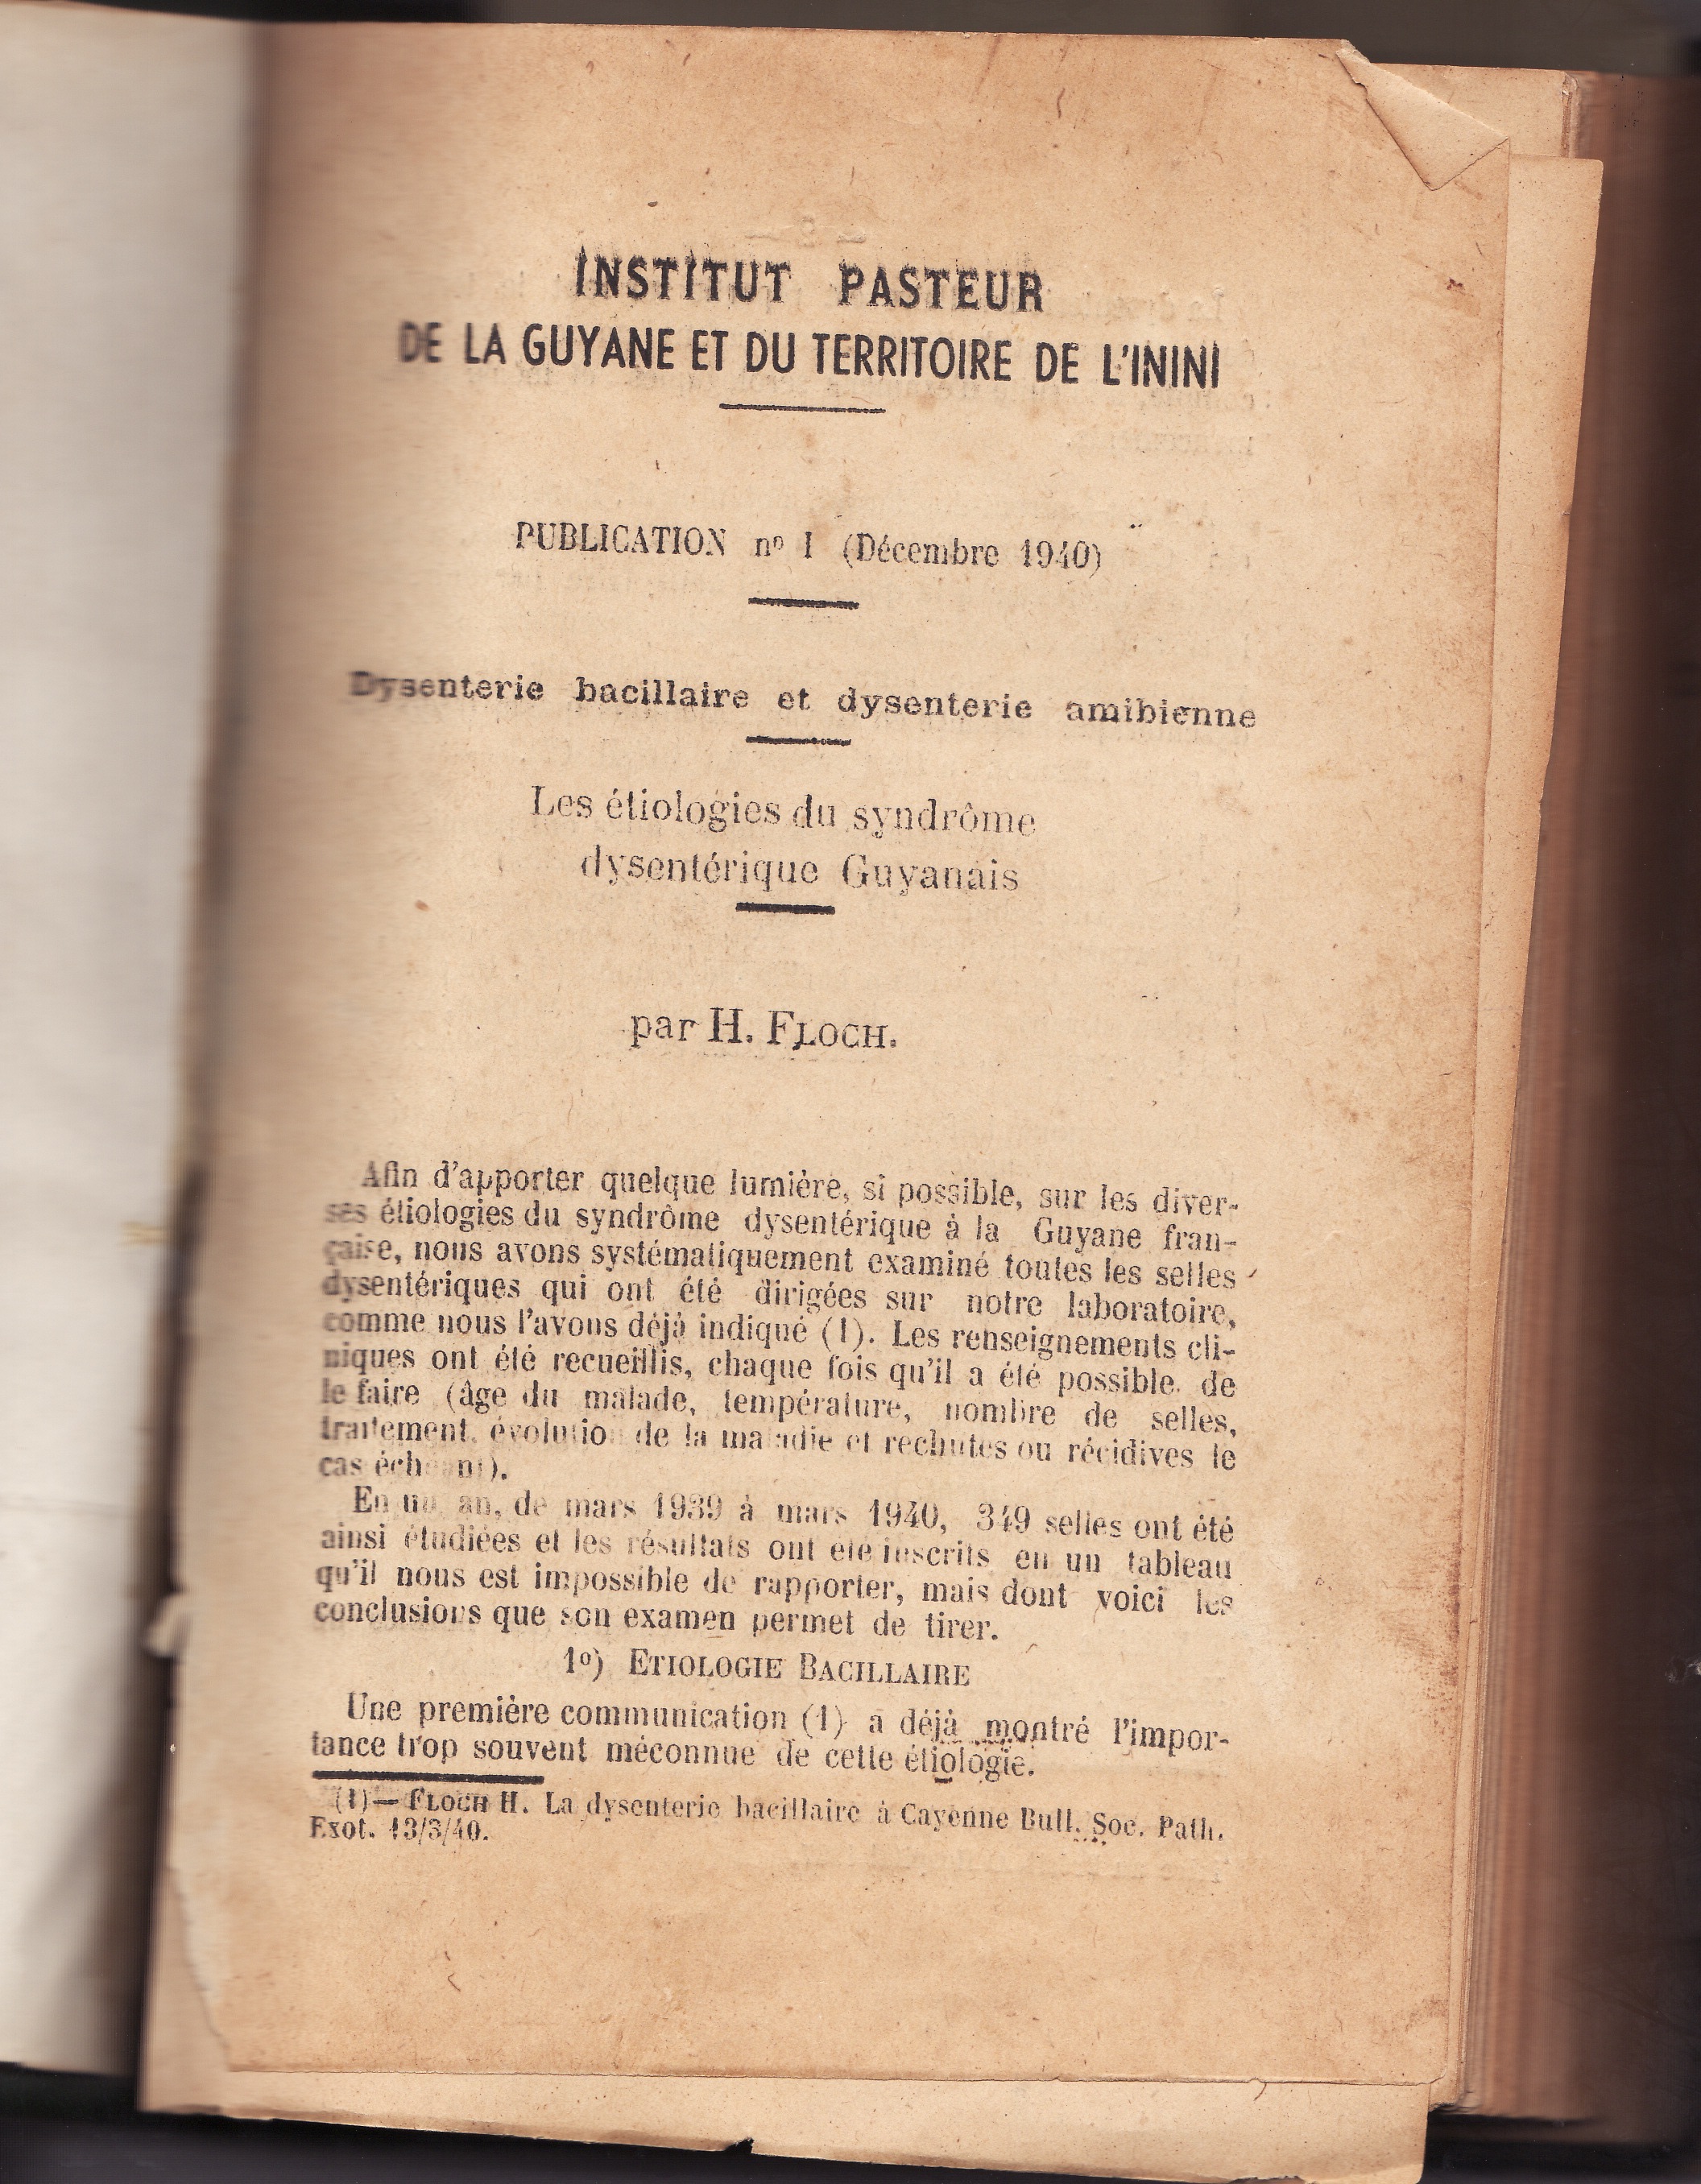 INSTITUT PASTEUR
DE LA GUYANE ET DU TERRITOIRE DE L'ININI
PUBLICATION nº I (Décembre 1940)
Dysenterie bacillaire et dysenterie amibienne
Les étiologies du syndrôme
dysentérique Guyanais
par H. FLOCH.
Afin d'apporter quelque lumière, si possible, sur les diver-
ses étiologies du syndrôme dysentérique à la Guyane fran-
çaise, nous avons systématiquement examiné toutes les selles
dysentériques qui ont été dirigées sur notre laboratoire,
comme nous l'avons déjà indiqué (1). Les renseignements cli-
niques ont été recueillis, chaque fois qu'il a été possible de
le faire (âge du malade, température, nombre de selles,
traitement, évolution de la maladie et rechutes ou récidives le
cas échéant).
En un an, de mars 1939 à mars 1940, 349 selles ont été
ainsi étudiées et les résultats ont été inscrits en un tableau
qu'il nous est impossible de rapporter, mais dont voici les
conclusions que son examen permet de tirer.
1º) ETIOLOGIE BACILLAIRE
Une première communication (1) a déjà montré l'impor-
tance trop souvent méconnue de cette étiologie.
(1)— FLOCH H. La dysenterie bacillaire à Cayenne Bull. Soc. Path.
Exot. 13/3/40.